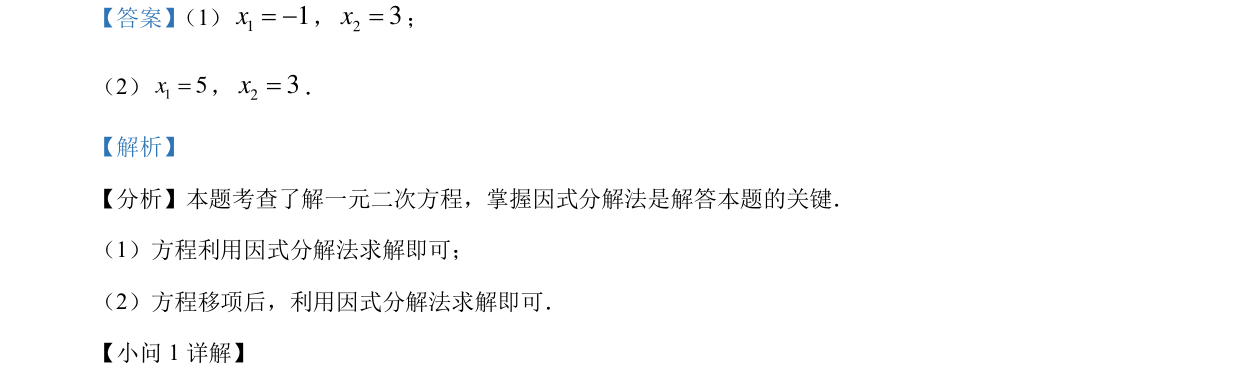 【答案】（1）x₁ = −1，x₂ = 3；
（2）x₁ = 5，x₂ = 3．
【解析】
【分析】本题考查了解一元二次方程，掌握因式分解法是解答本题的关键．
（1）方程利用因式分解法求解即可；
（2）方程移项后，利用因式分解法求解即可．
【小问 1 详解】